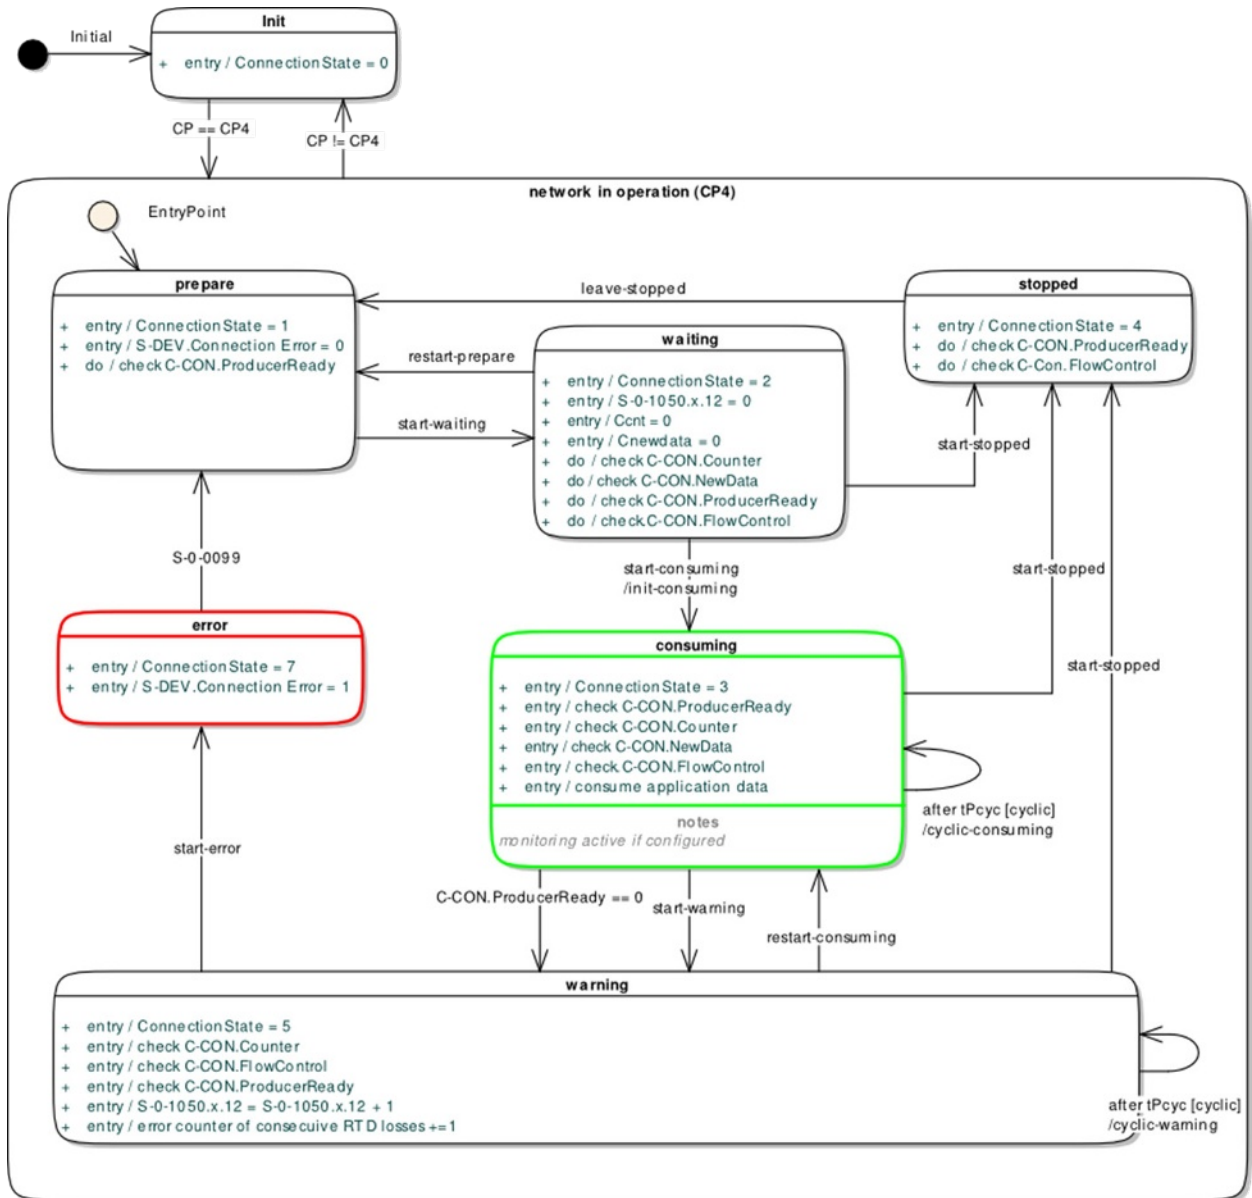 Init
Initial
+ entry / ConnectionState = 0
CP == CP4
CP != CP4
network in operation (CP4)
EntryPoint
prepare
+ entry / ConnectionState = 1
+ entry / S-DEV.Connection Error = 0
+ do / check C-CON.ProducerReady
leave-stopped
stopped
+ entry / ConnectionState = 4
+ do / check C-CON.ProducerReady
+ do / check C-Con.FlowControl
restart-prepare
start-waiting
waiting
+ entry / ConnectionState = 2
+ entry / S-0-1050.x.12 = 0
+ entry / Ccnt = 0
+ entry / Cnewdata = 0
+ do / check C-CON.Counter
+ do / check C-CON.NewData
+ do / check C-CON.ProducerReady
+ do / check C-CON.FlowControl
start-stopped
S-0-0099
start-consuming
/init-consuming
start-stopped
error
+ entry / ConnectionState = 7
+ entry / S-DEV.Connection Error = 1
consuming
+ entry / ConnectionState = 3
+ entry / check C-CON.ProducerReady
+ entry / check C-CON.Counter
+ entry / check C-CON.NewData
+ entry / check C-CON.FlowControl
+ entry / consume application data
notes
monitoring active if configured
start-stopped
after tPcyc [cyclic]
/cyclic-consuming
start-error
C-CON.ProducerReady == 0
start-warning
restart-consuming
warning
+ entry / ConnectionState = 5
+ entry / check C-CON.Counter
+ entry / check C-CON.FlowControl
+ entry / check C-CON.ProducerReady
+ entry / S-0-1050.x.12 = S-0-1050.x.12 + 1
+ entry / error counter of consecuive RTD losses +=1
after tPcyc [cyclic]
/cyclic-warning